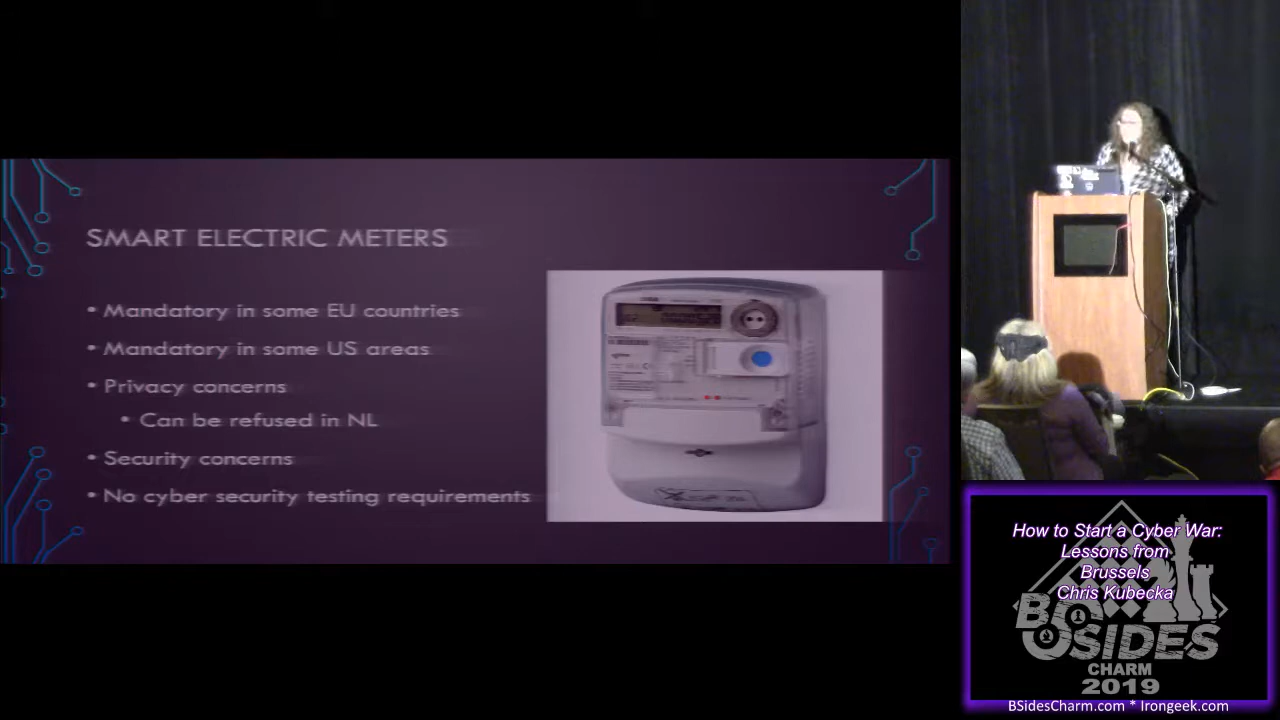 SMART ELECTRIC METERS
• Mandatory in some EU countries
• Mandatory in some US areas
• Privacy concerns
• Can be refused in NL
• Security concerns
• No cyber security testing requirements
How to Start a Cyber War:
Lessons from
Brussels
Chris Kubecka
BSIDES
CHARM
2019
BSidesCharm.com * Irongeek.com